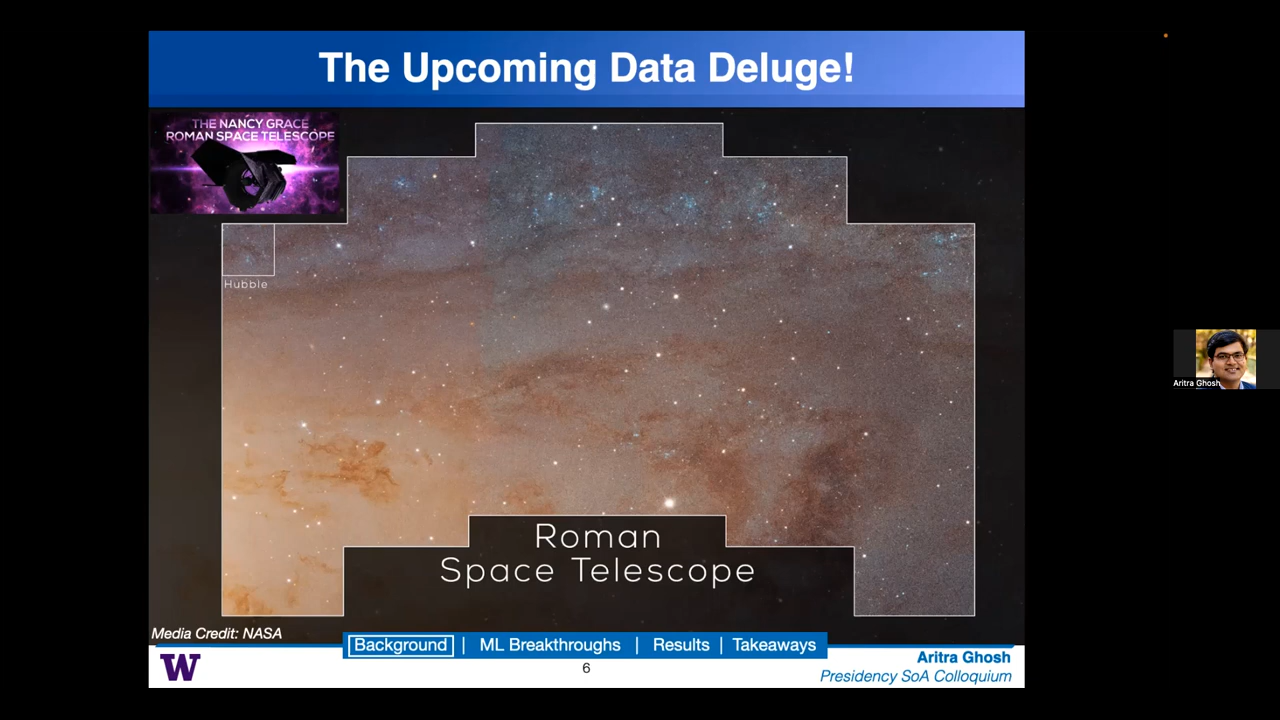 The Upcoming Data Deluge!
THE NANCY GRACE
ROMAN SPACE TELESCOPE
Hubble
Roman
Space Telescope
Media Credit: NASA
Background | ML Breakthroughs | Results | Takeaways
W
6
Aritra Ghosh
Presidency SoA Colloquium
Aritra Ghosh